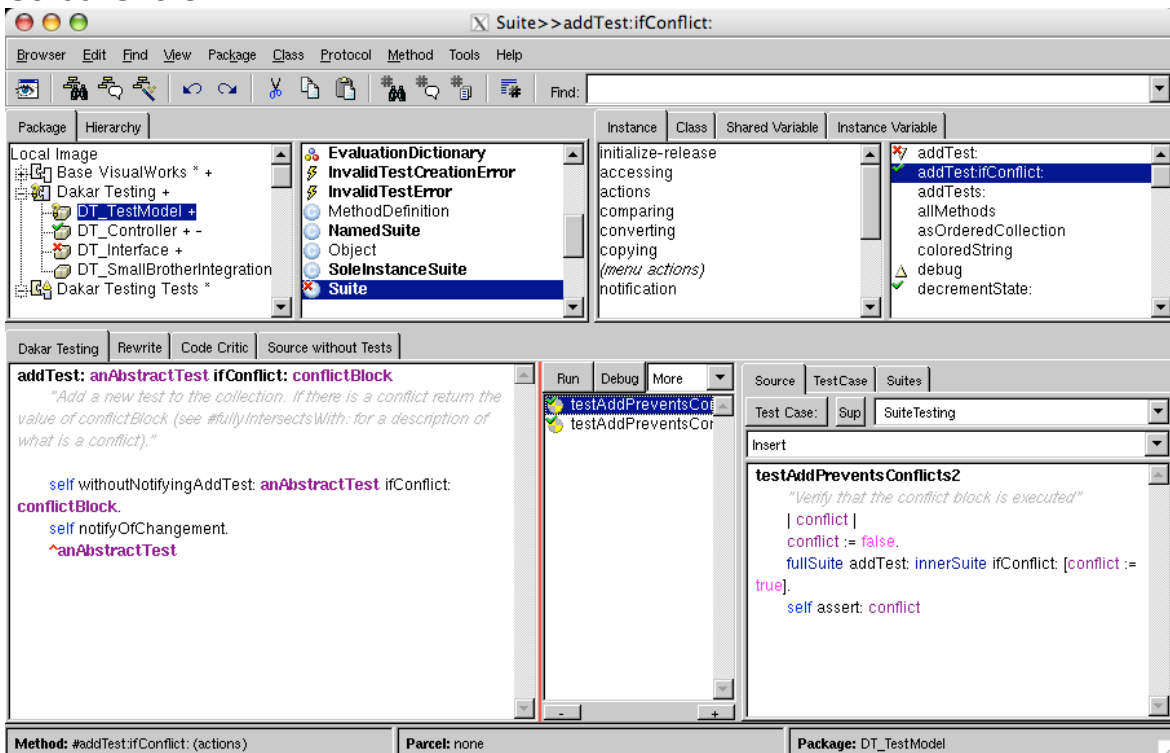 Suite>>addTest:ifConflict:
Browser Edit Find View Package Class Protocol Method Tools Help
Find:
Package Hierarchy
Local Image
Base VisualWorks * +
Dakar Testing +
DT_TestModel +
DT_Controller + -
DT_Interface +
DT_SmallBrotherIntegration
Dakar Testing Tests *
EvaluationDictionary
InvalidTestCreationError
InvalidTestError
MethodDefinition
NamedSuite
Object
SoleInstanceSuite
Suite
Instance Class Shared Variable Instance Variable
initialize-release
accessing
actions
comparing
converting
copying
(menu actions)
notification
addTest:
addTest:ifConflict:
addTests:
allMethods
asOrderedCollection
coloredString
debug
decrementState:
Dakar Testing Rewrite Code Critic Source without Tests
addTest: anAbstractTest ifConflict: conflictBlock
"Add a new test to the collection. If there is a conflict return the
value of conflictBlock (see #fullyIntersectsWith: for a description of
what is a conflict)."
self withoutNotifyingAddTest: anAbstractTest ifConflict:
conflictBlock.
self notifyOfChangement.
^anAbstractTest
Run Debug More
testAddPreventsCo
testAddPreventsCor
- +
Source TestCase Suites
Test Case: Sup SuiteTesting
Insert
testAddPreventsConflicts2
"Verify that the conflict block is executed"
| conflict |
conflict := false.
fullSuite addTest: innerSuite ifConflict: [conflict :=
true].
self assert: conflict
Method: #addTest:ifConflict: (actions)
Parcel: none
Package: DT_TestModel